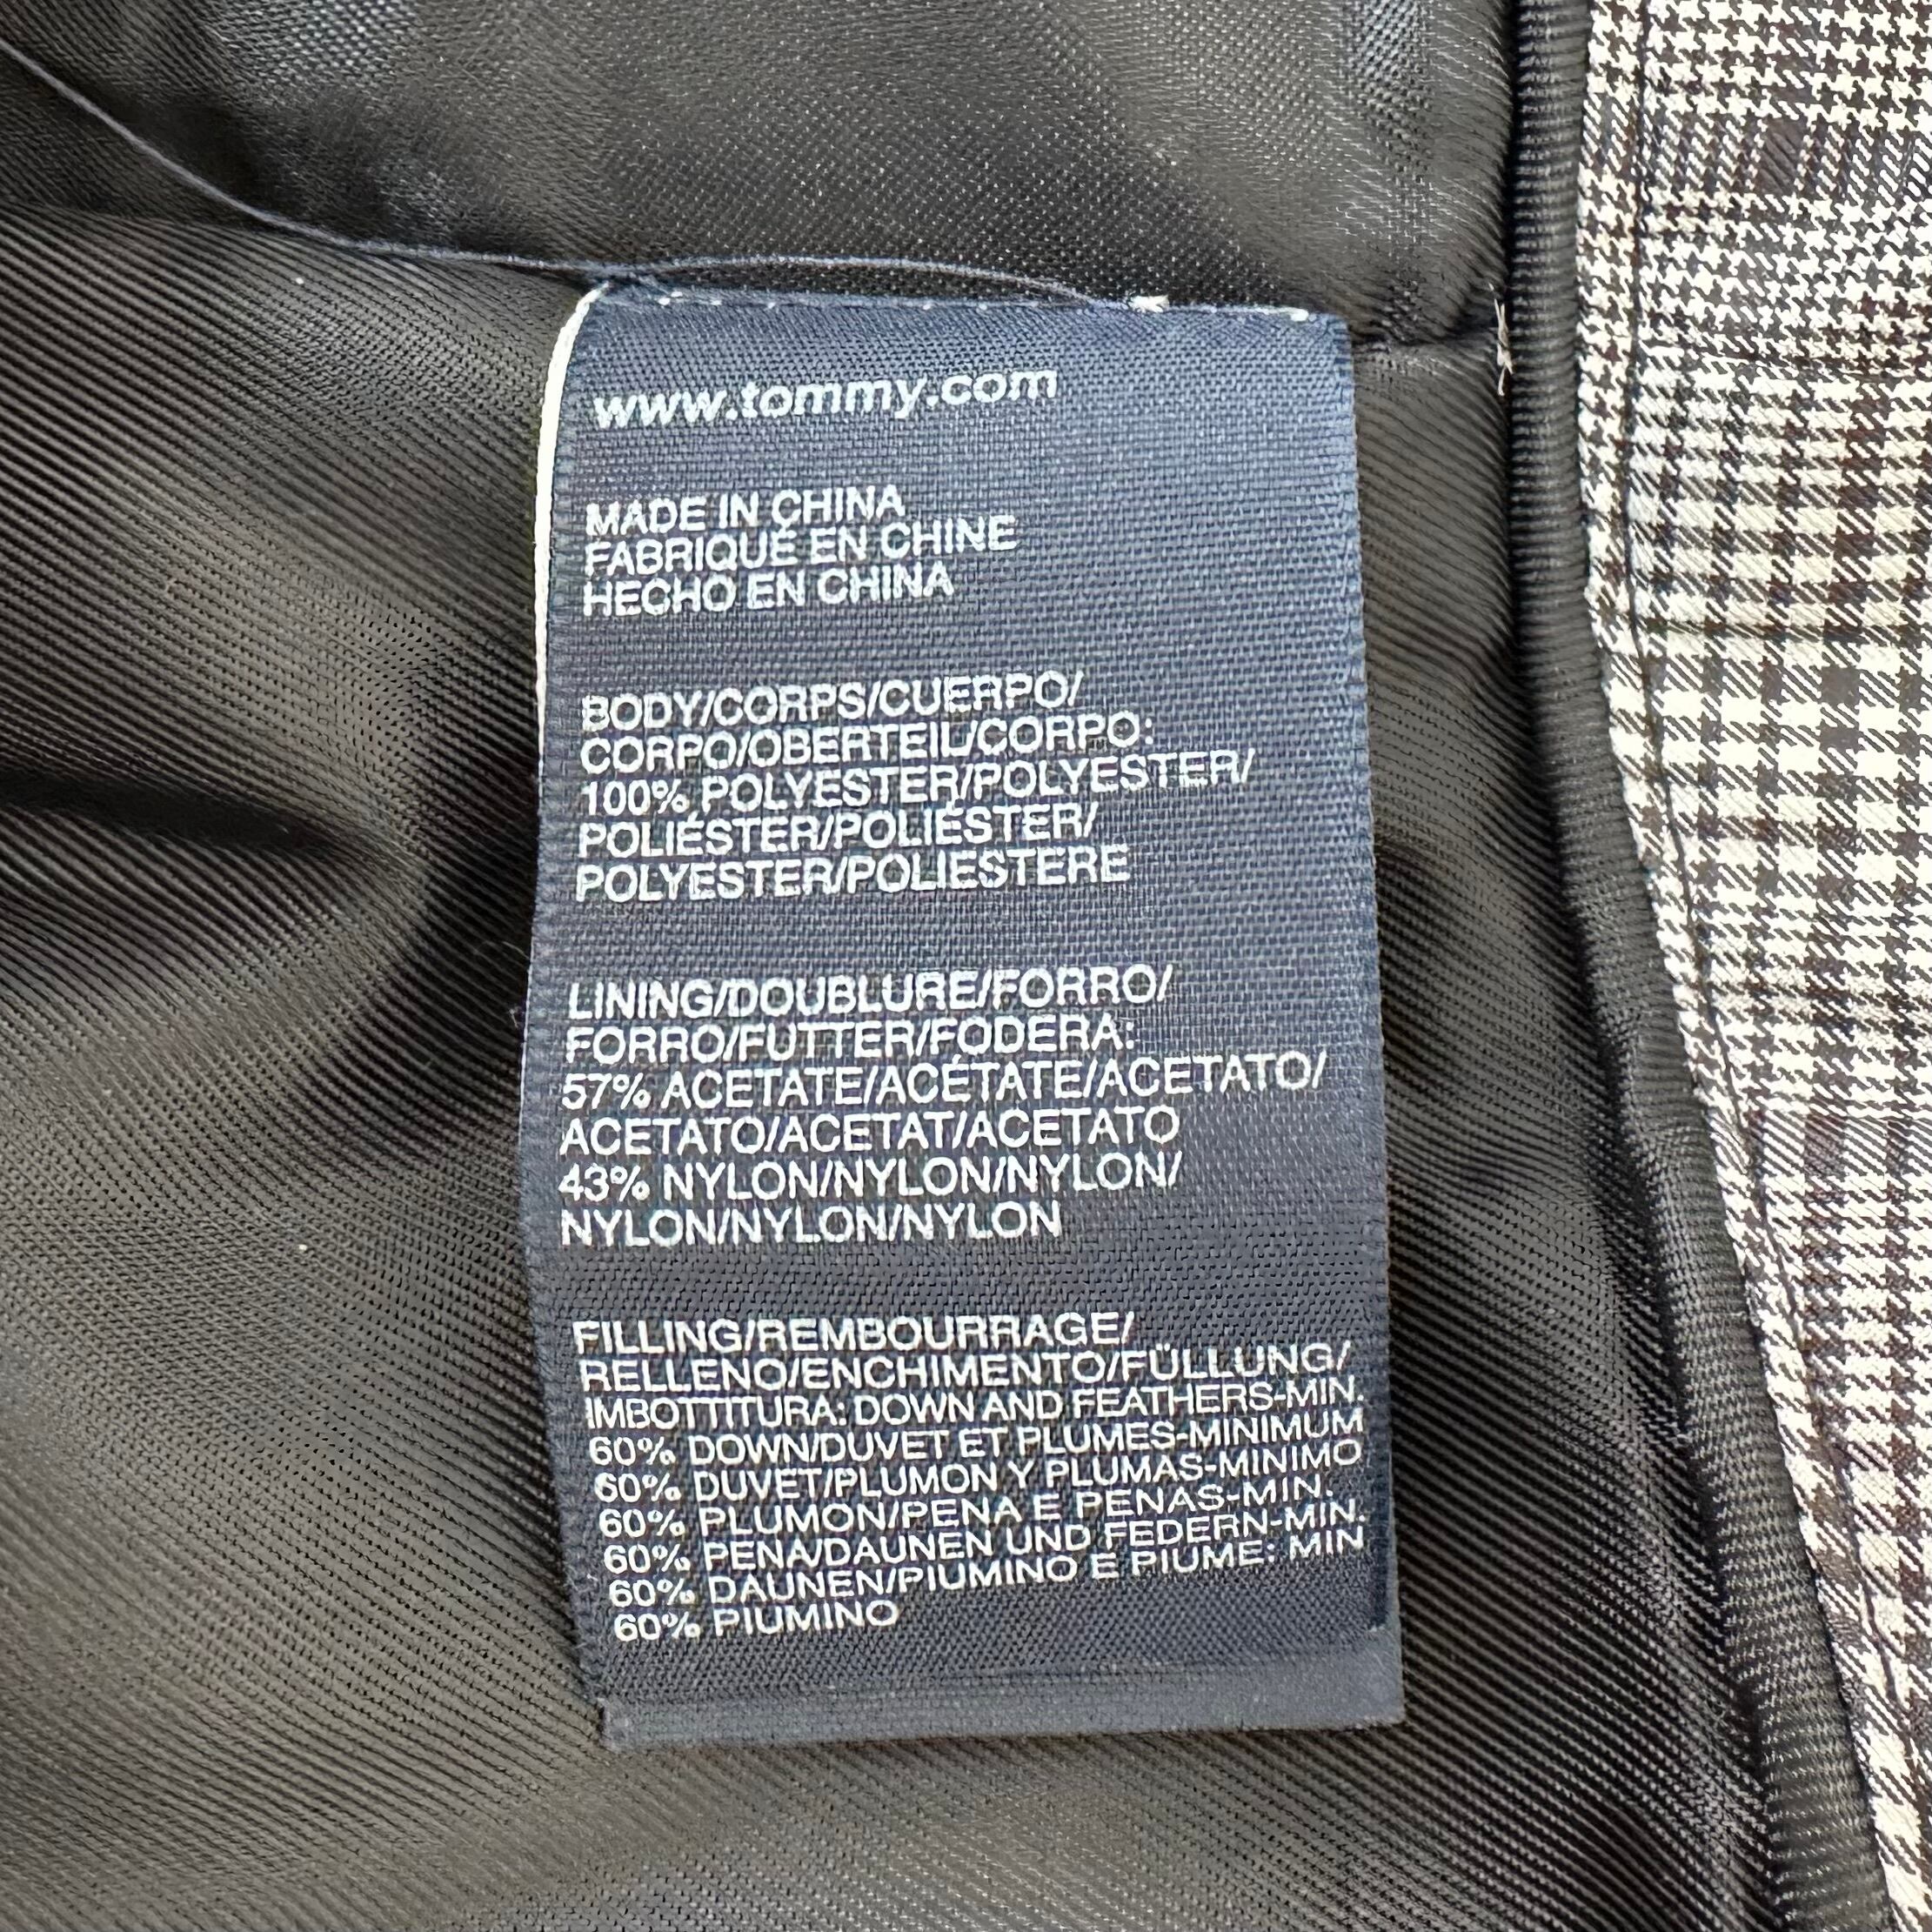 www.tommy.com
MADE IN CHINA
FABRIQUÉ EN CHINE
HECHO EN CHINA
BODY/CORPS/CUERPO/
CORPO/OBERTEIL/CORPO:
100% POLYESTER/POLYESTER/
POLIÉSTER/POLIÉSTER/
POLYESTER/POLIESTERE
LINING/DOUBLURE/FORRO/
FORRO/FUTTER/FODERA:
57% ACETATE/ACÉTATE/ACETATO/
ACETATO/ACETAT/ACETATO
43% NYLON/NYLON/NYLON/
NYLON/NYLON/NYLON
FILLING/REMBOURRAGE/
RELLENO/ENCHIMENTO/FÜLLUNG/
IMBOTTITURA: DOWN AND FEATHERS-MIN.
60% DOWN/DUVET ET PLUMES-MINIMUM
60% DUVET/PLUMON Y PLUMAS-MINIMO
60% PLUMON/PENA E PENAS-MIN.
60% PENA/DAUNEN UND FEDERN-MIN.
60% DAUNEN/PIUMINO E PIUME: MIN
60% PIUMINO